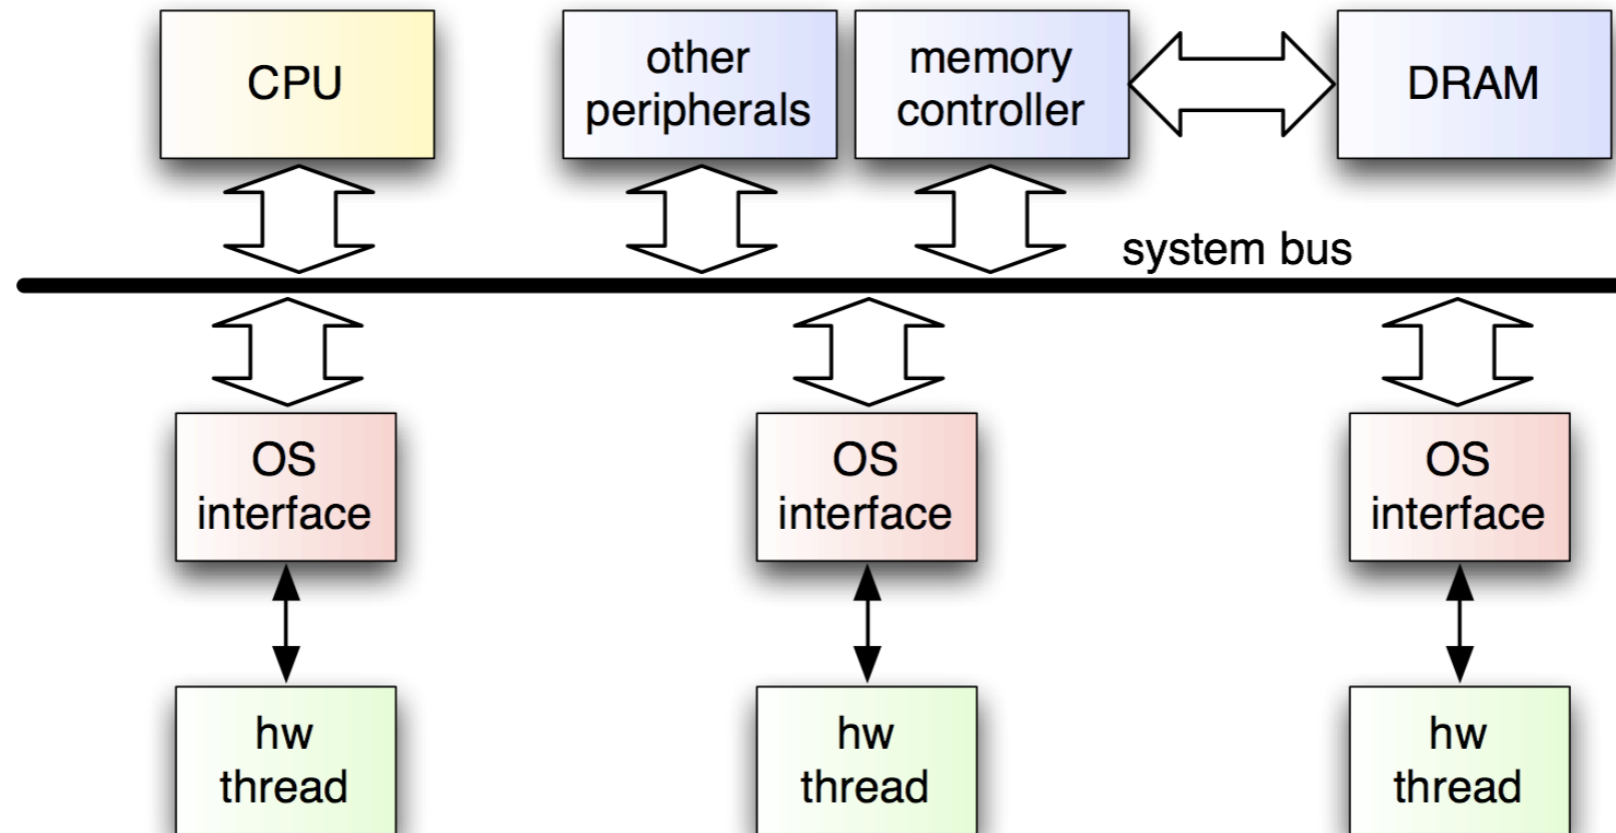 CPU
other
peripherals
memory
controller
DRAM
system bus
OS
interface
OS
interface
OS
interface
hw
thread
hw
thread
hw
thread